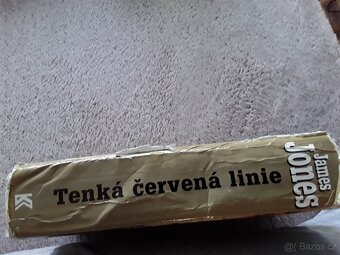 James
Jones
Tenká červená linie
K
© Bazos.cz